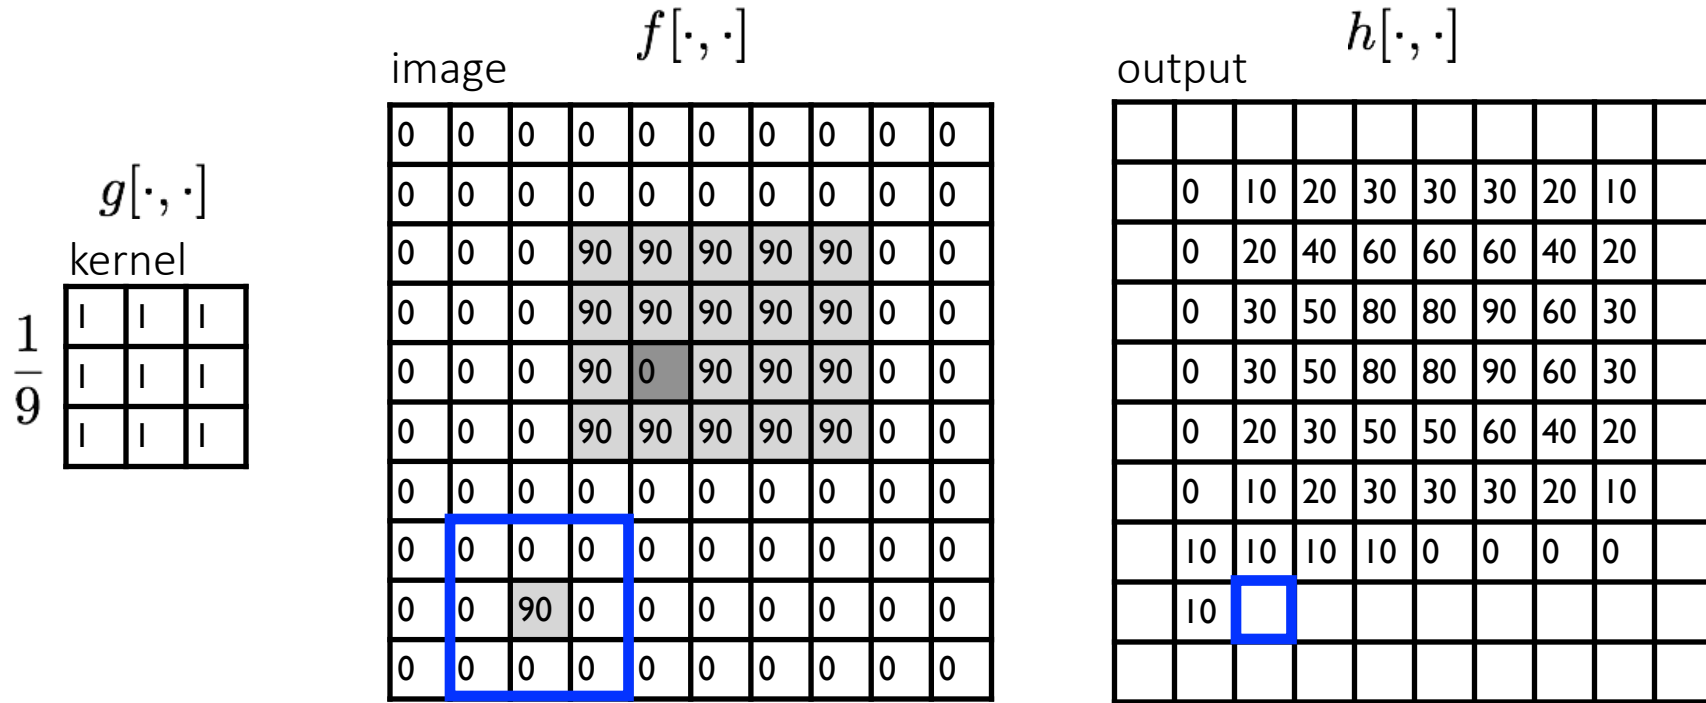 g[·, ·]
kernel
1/9
1 1 1
1 1 1
1 1 1
f[·, ·]
image
0 0 0 0 0 0 0 0 0 0
0 0 0 0 0 0 0 0 0 0
0 0 0 90 90 90 90 90 0 0
0 0 0 90 90 90 90 90 0 0
0 0 0 90 0 90 90 90 0 0
0 0 0 90 90 90 90 90 0 0
0 0 0 0 0 0 0 0 0 0
0 0 0 0 0 0 0 0 0 0
0 0 90 0 0 0 0 0 0 0
0 0 0 0 0 0 0 0 0 0
h[·, ·]
output
0 10 20 30 30 30 20 10
0 20 40 60 60 60 40 20
0 30 50 80 80 90 60 30
0 30 50 80 80 90 60 30
0 20 30 50 50 60 40 20
0 10 20 30 30 30 20 10
10 10 10 10 0 0 0 0
10